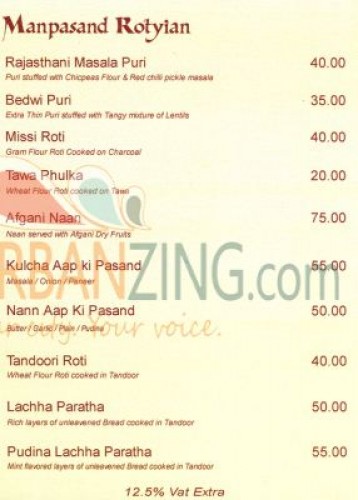 Manpasand Rotyian
Rajasthani Masala Puri 40.00
Puri stuffed with Chicpeas Flour & Red chilli pickle masala
Bedwi Puri 35.00
Extra Thin Puri stuffed with Tangy mixture of Lentils
Missi Roti 40.00
Gram Flour Roti Cooked on Charcoal
Tawa Phulka 20.00
Wheat Flour Roti cooked on Tawa
Afgani Naan 75.00
Naan served with Afgani Dry Fruits
Kulcha Aap ki Pasand 55.00
Masala / Onion / Paneer
RBANZING.com
Nann Aap Ki Pasand 50.00
Butter / Garlic / Plain / Pudina
Your voice.
Tandoori Roti 40.00
Wheat Flour Roti cooked in Tandoor
Lachha Paratha 50.00
Rich layers of unleavened Bread cooked in Tandoor
Pudina Lachha Paratha 55.00
Mint flavored layers of unleavened Bread cooked in Tandoor
12.5% Vat Extra